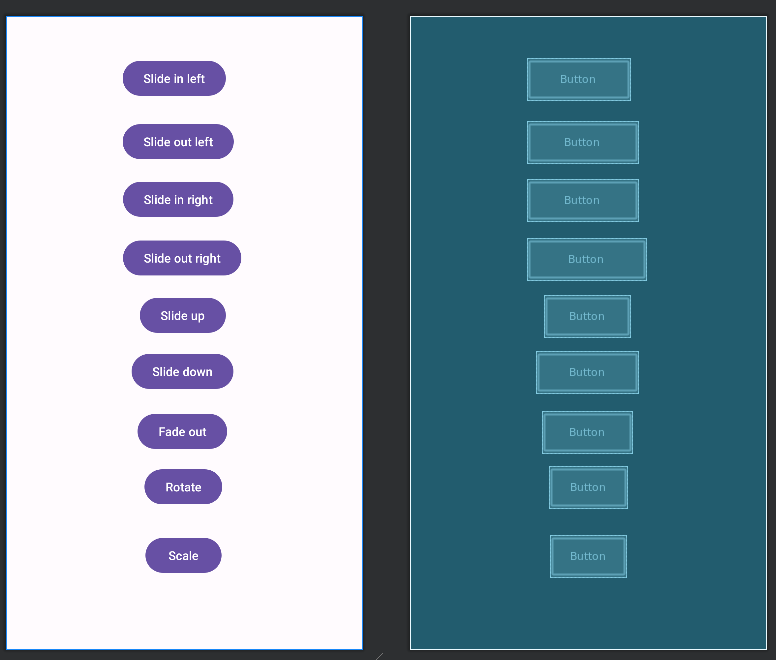 Slide in left
Slide out left
Slide in right
Slide out right
Slide up
Slide down
Fade out
Rotate
Scale
Button
Button
Button
Button
Button
Button
Button
Button
Button